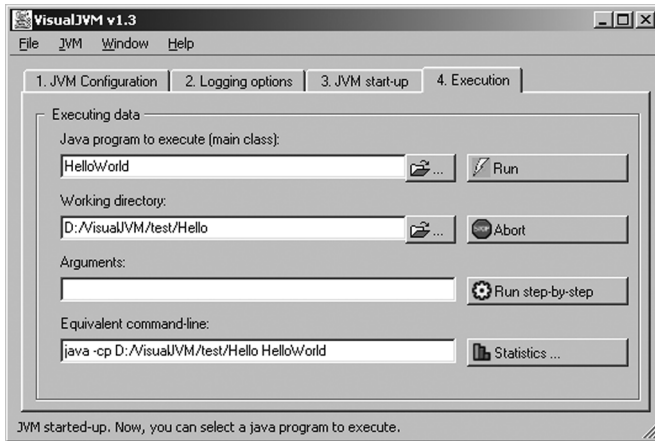 VisualJVM v1.3
File JVM Window Help
1. JVM Configuration 2. Logging options 3. JVM start-up 4. Execution
Executing data
Java program to execute (main class):
HelloWorld ... Run
Working directory:
D:/VisualJVM/test/Hello ... Abort
Arguments:
Run step-by-step
Equivalent command-line:
java -cp D:/VisualJVM/test/Hello HelloWorld Statistics ...
JVM started-up. Now, you can select a java program to execute.